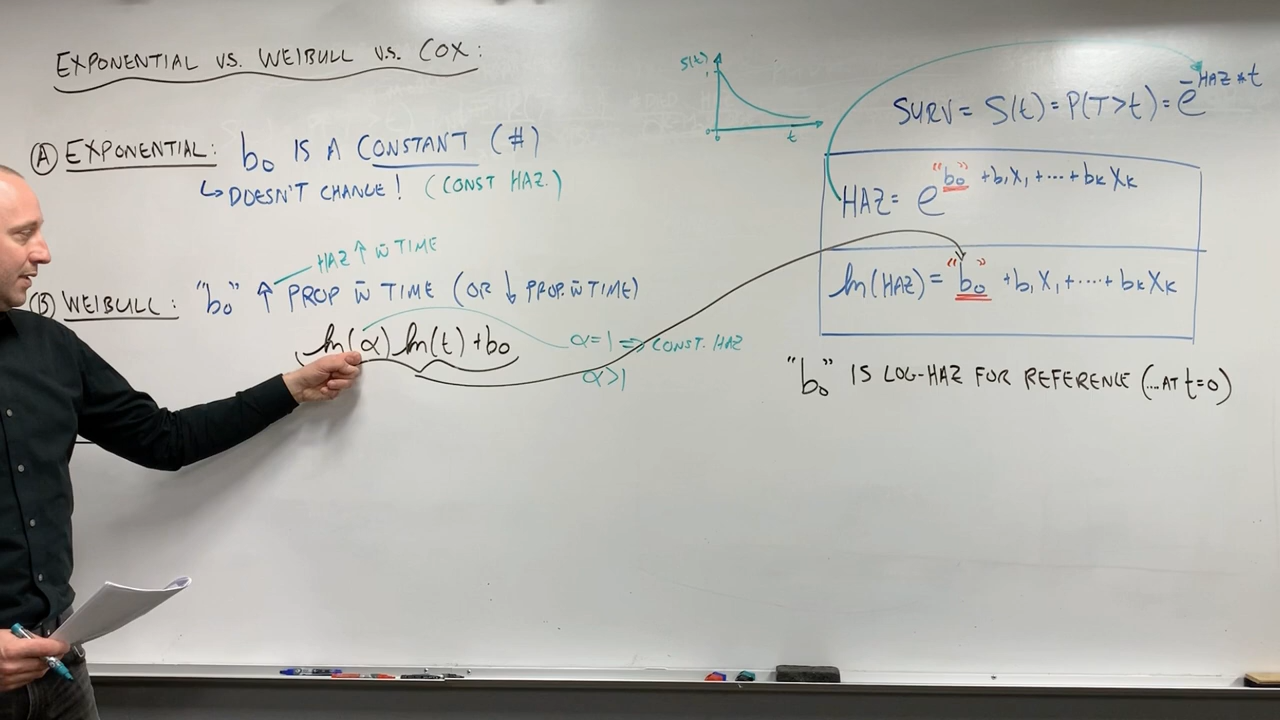 EXPONENTIAL VS. WEIBULL VS. COX:
(A) EXPONENTIAL: b₀ IS A CONSTANT (#)
↳ DOESN'T CHANGE! (CONST HAZ.)
HAZ ↑ w̄ TIME
(B) WEIBULL: "b₀" ↑ PROP w̄ TIME (OR ↓ PROP. w̄ TIME)
ln(α) ln(t) + b₀
α = 1 ⇒ CONST. HAZ
α > 1
S(t)
1
0
t
SURV = S(t) = P(T > t) = e^-HAZ * t
HAZ = e^"b₀" + b₁X₁ + ... + bₖXₖ
ln(HAZ) = "b₀" + b₁X₁ + .... + bₖXₖ
"b₀" IS LOG-HAZ FOR REFERENCE (... AT t=0)